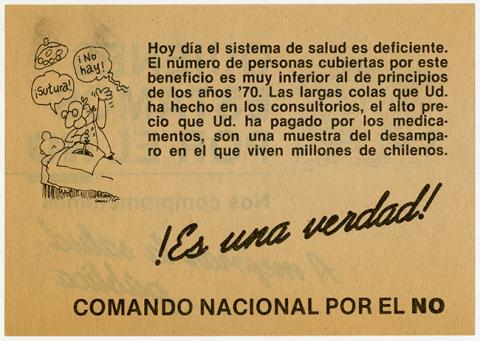 ¡No hay!
¡Sutura!
Hoy día el sistema de salud es deficiente.
El número de personas cubiertas por este
beneficio es muy inferior al de principios
de los años '70. Las largas colas que Ud.
ha hecho en los consultorios, el alto pre-
cio que Ud. ha pagado por los medica-
mentos, son una muestra del desampa-
ro en el que viven millones de chilenos.
!Es una verdad!
COMANDO NACIONAL POR EL NO